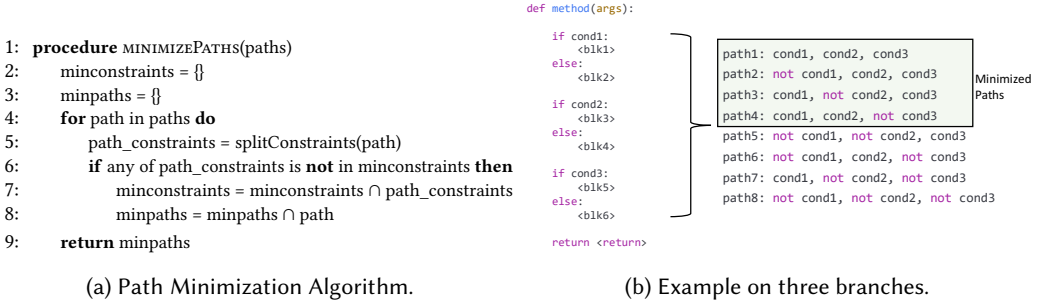 1: procedure MINIMIZEPATHS(paths)
2: minconstraints = {}
3: minpaths = {}
4: for path in paths do
5: path_constraints = splitConstraints(path)
6: if any of path_constraints is not in minconstraints then
7: minconstraints = minconstraints ∩ path_constraints
8: minpaths = minpaths ∩ path
9: return minpaths
(a) Path Minimization Algorithm.
def method(args):
if cond1:
<blk1>
else:
<blk2>
if cond2:
<blk3>
else:
<blk4>
if cond3:
<blk5>
else:
<blk6>
return <return>
path1: cond1, cond2, cond3
path2: not cond1, cond2, cond3
path3: cond1, not cond2, cond3
path4: cond1, cond2, not cond3
path5: not cond1, not cond2, cond3
path6: not cond1, cond2, not cond3
path7: cond1, not cond2, not cond3
path8: not cond1, not cond2, not cond3
Minimized
Paths
(b) Example on three branches.